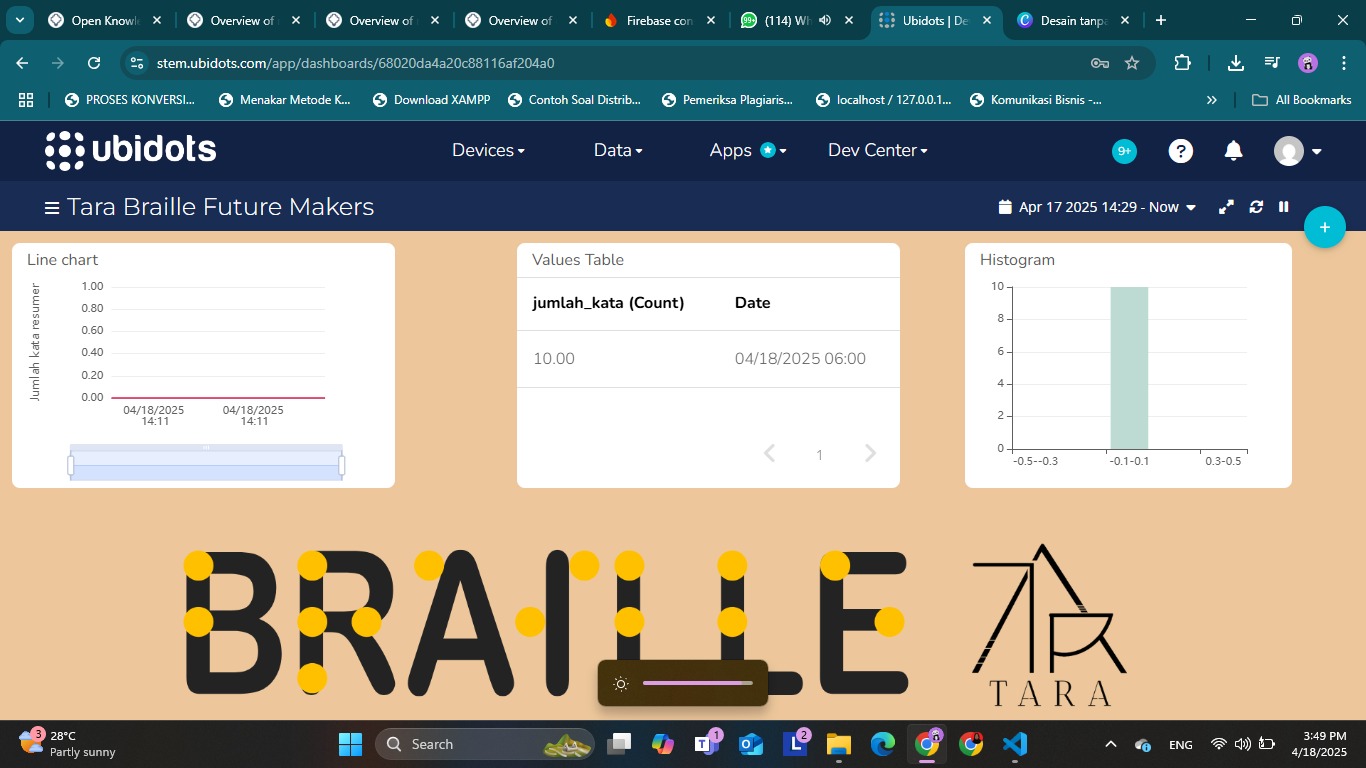 Open Knowl
Overview of
Overview of
Overview of
Firebase con
99+
(114) Wh
Ubidots | De
Desain tanp
stem.ubidots.com/app/dashboards/68020da4a20c88116af204a0
PROSES KONVERSI...
Menakar Metode K...
Download XAMPP
Contoh Soal Distrib...
Pemeriksa Plagiaris...
localhost / 127.0.0.1...
Komunikasi Bisnis -...
»
All Bookmarks
ubidots
Devices
Data
Apps
Dev Center
9+
?
Tara Braille Future Makers
Apr 17 2025 14:29 - Now
+
Line chart
Jumlah kata resumer
1.00
0.80
0.60
0.40
0.20
0.00
04/18/2025
14:11
04/18/2025
14:11
Values Table
jumlah_kata (Count) Date
10.00 04/18/2025 06:00
1
Histogram
10
8
6
4
2
0
-0.5--0.3
-0.1-0.1
0.3-0.5
BRAILLE
TAR
TARA
3
28°C
Partly sunny
Search
1
2
ENG
3:49 PM
4/18/2025